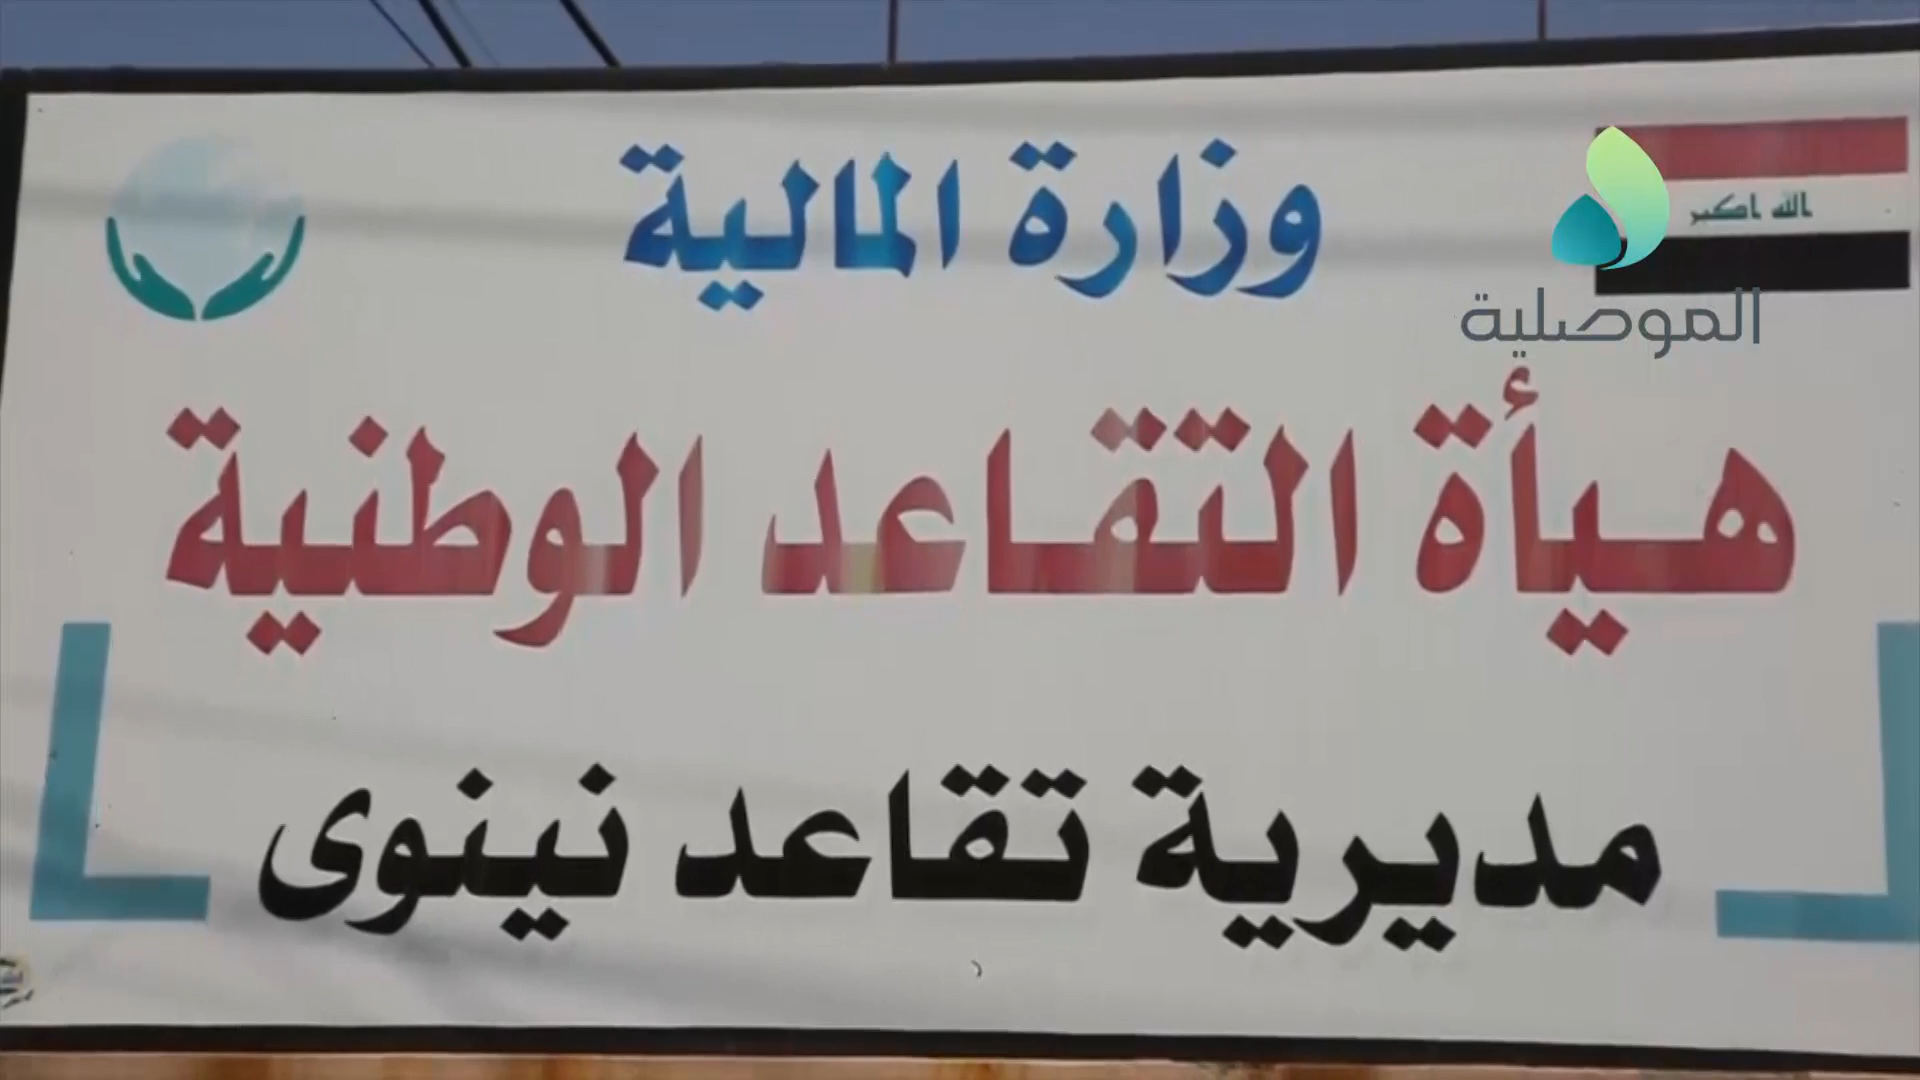 وزارة المالية
الله اكبر
الموصلية
هيأة التقاعد الوطنية
مديرية تقاعد نينوى